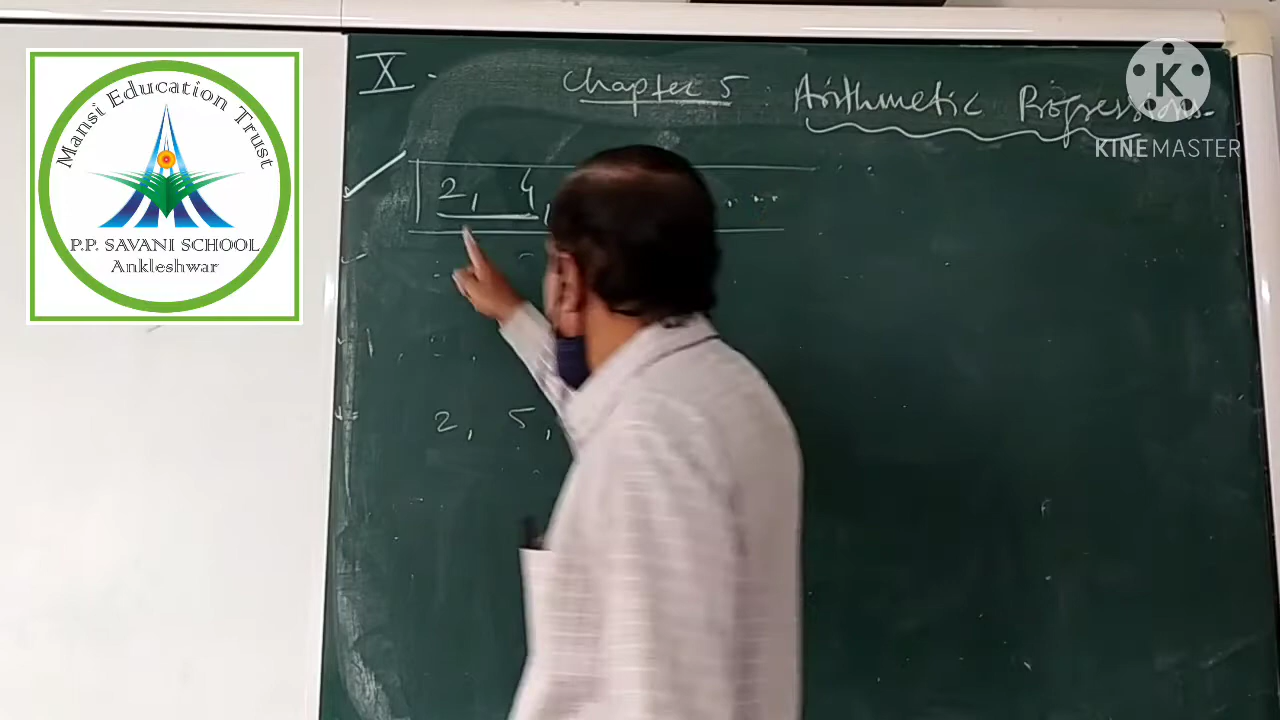 Mansi Education Trust
P.P. SAVANI SCHOOL
Ankleshwar
X.
Chapter 5 : Arithmetic Progressions.
K
KINEMASTER
2, 4,
2, 5,